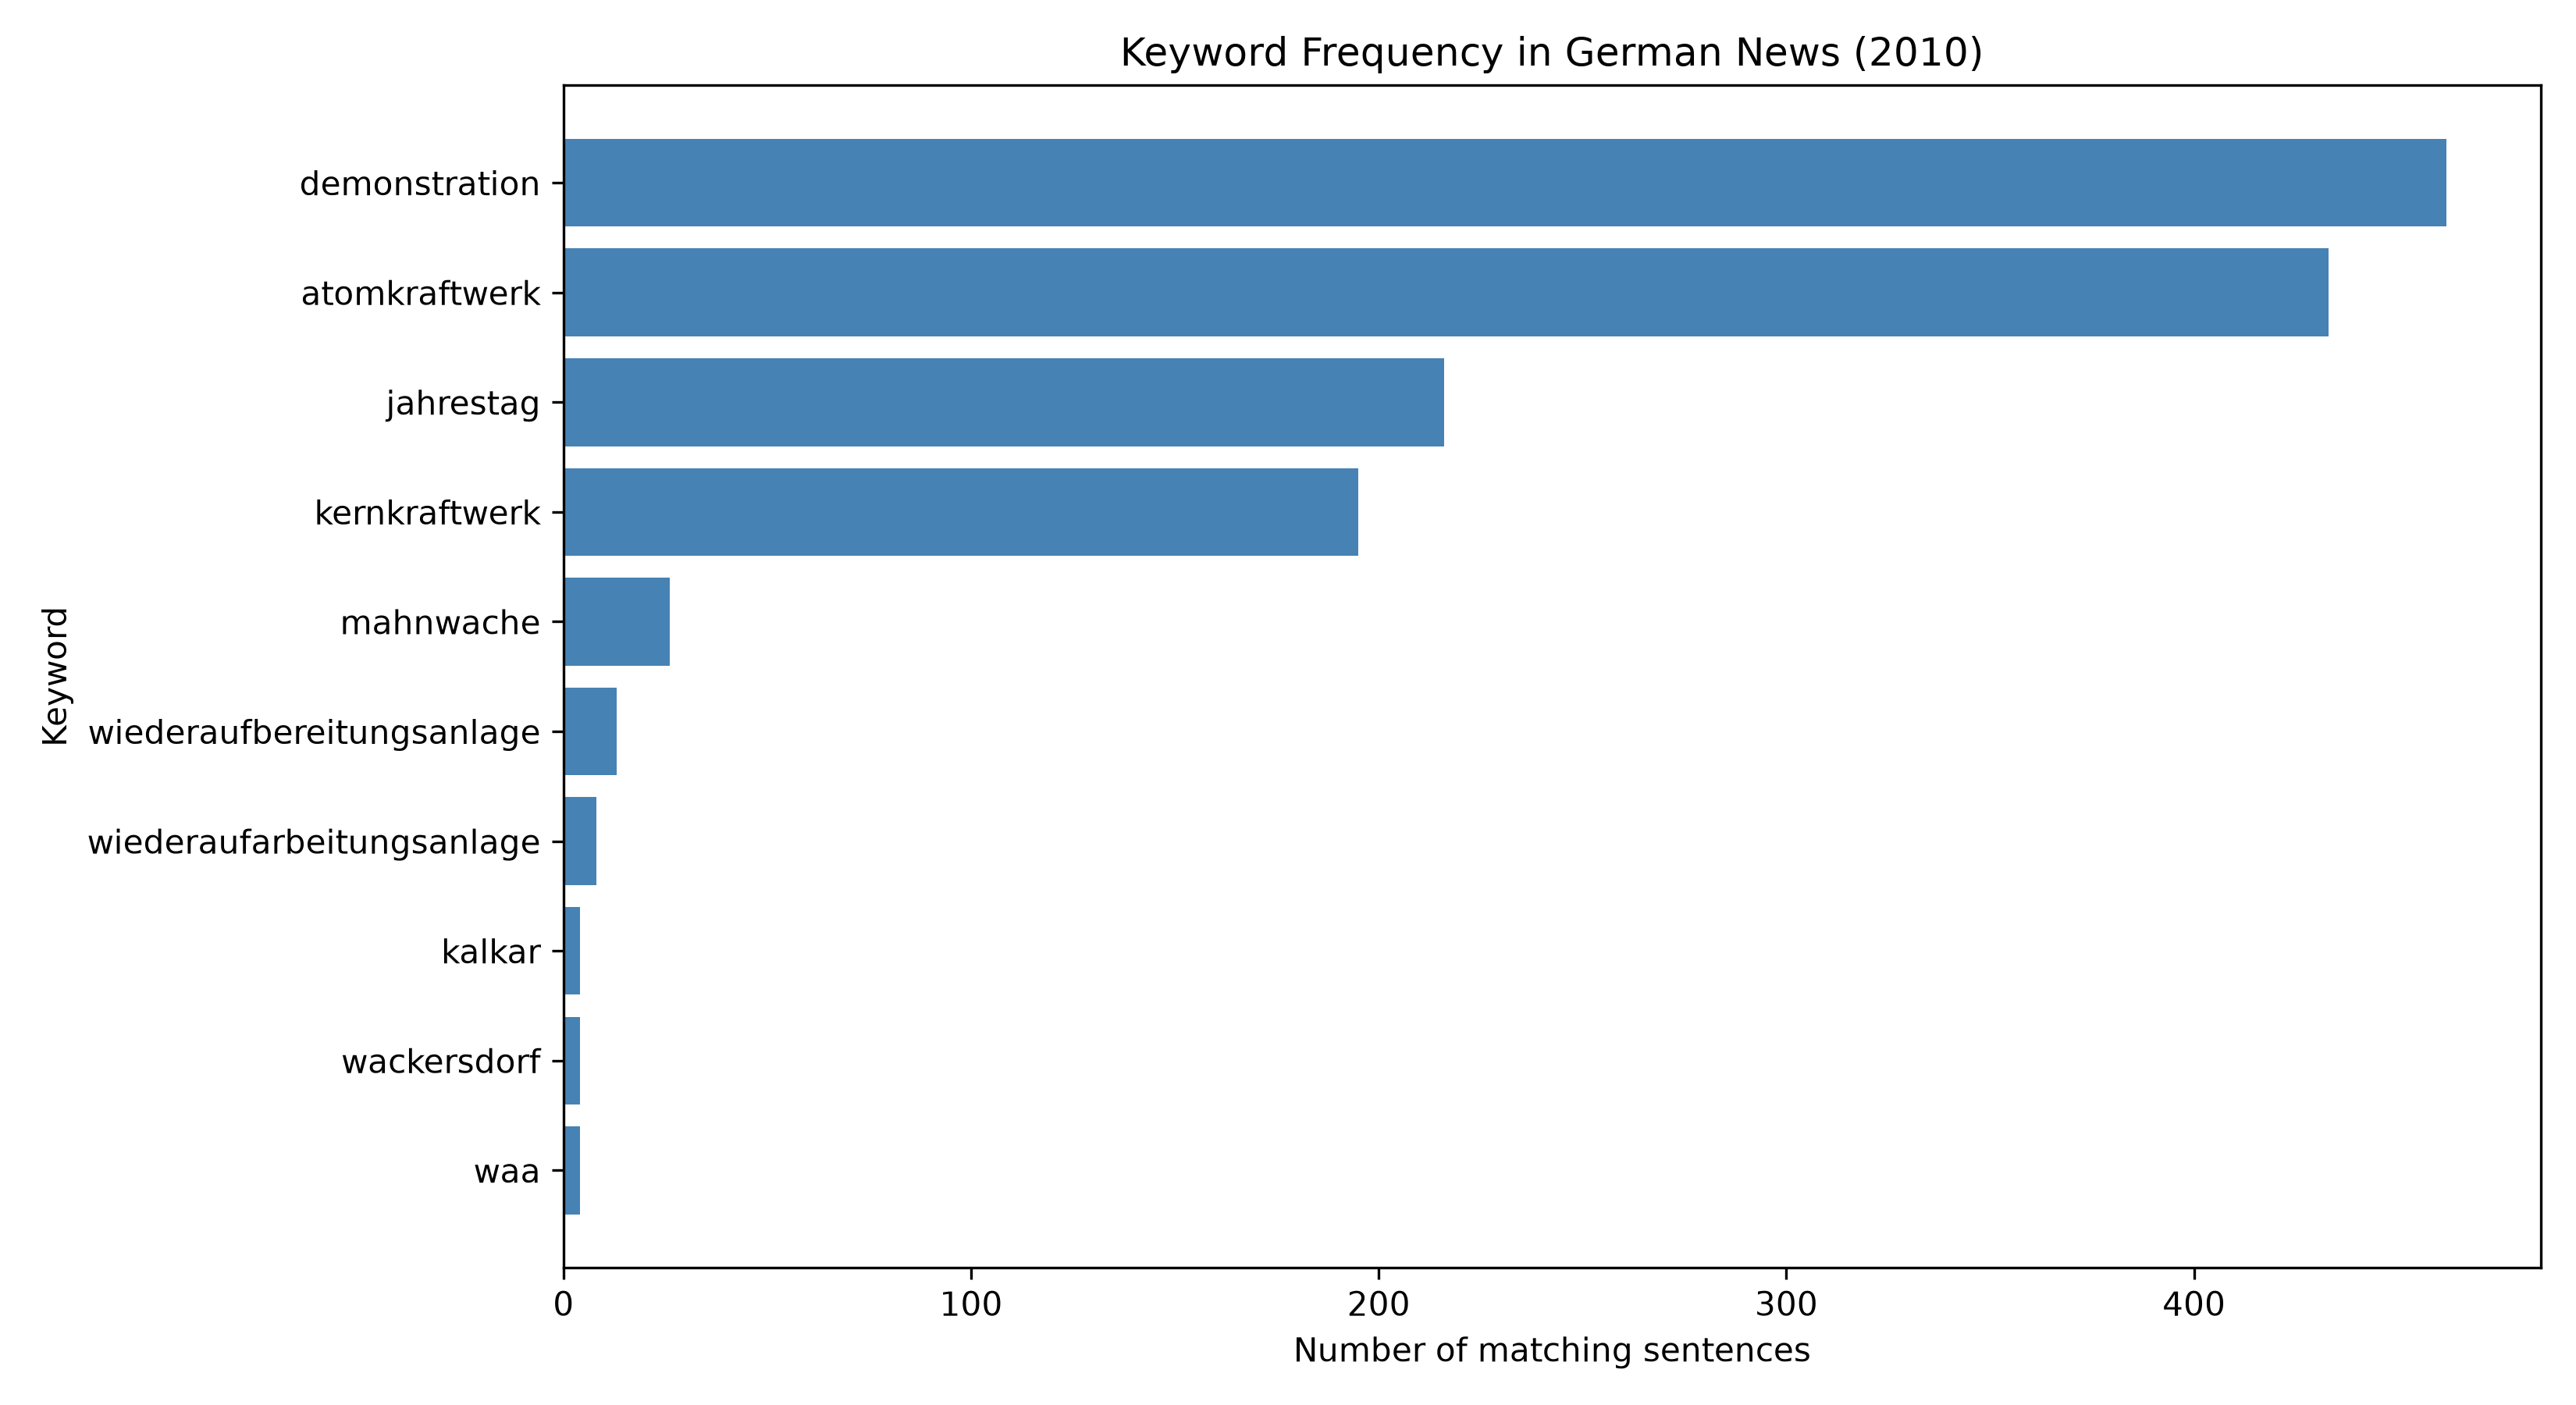 Keyword Frequency in German News (2010)
Keyword
demonstration
atomkraftwerk
jahrestag
kernkraftwerk
mahnwache
wiederaufbereitungsanlage
wiederaufarbeitungsanlage
kalkar
wackersdorf
waa
0 100 200 300 400
Number of matching sentences